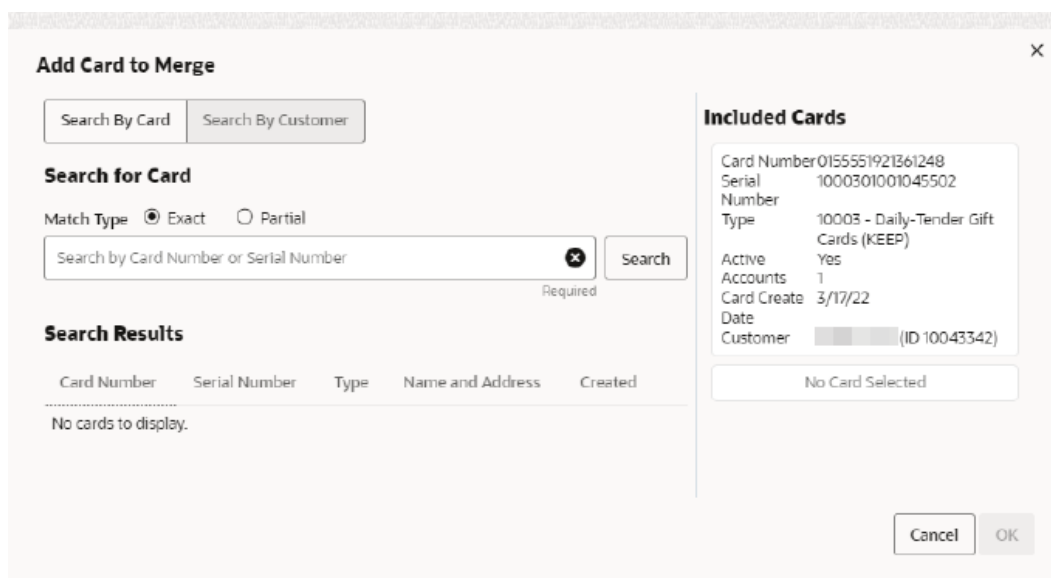 Add Card to Merge
Search By Card
Search By Customer
Search for Card
Match Type
Exact
Partial
Search by Card Number or Serial Number
Search
Required
Search Results
Card Number
Serial Number
Type
Name and Address
Created
No cards to display.
Included Cards
Card Number 0155551921361248
Serial 1000301001045502
Number
Type 10003 - Daily-Tender Gift
Cards (KEEP)
Active Yes
Accounts 1
Card Create 3/17/22
Date
Customer (ID 10043342)
No Card Selected
Cancel
OK